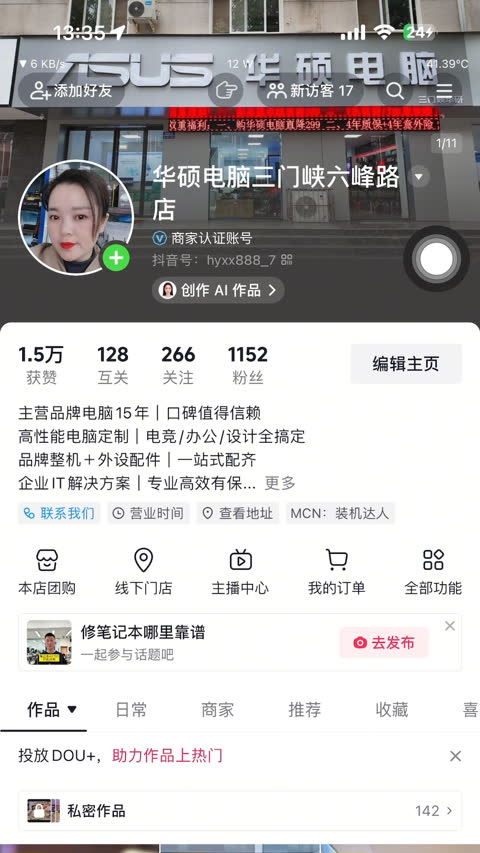 13:35
24
6 KB/s
12 W
41.39°C
ASUS 华硕电脑
添加好友
新访客 17
1/11
华硕电脑三门峡六峰路
店
商家认证账号
抖音号：hyxx888_7
创作 AI 作品
1.5万 128 266 1152
获赞 互关 关注 粉丝
编辑主页
主营品牌电脑15年｜口碑值得信赖
高性能电脑定制｜电竞/办公/设计全搞定
品牌整机＋外设配件｜一站式配齐
企业IT解决方案｜专业高效有保... 更多
联系我们 营业时间 查看地址 MCN：装机达人
本店团购 线下门店 主播中心 我的订单 全部功能
修笔记本哪里靠谱
一起参与话题吧
去发布
作品 日常 商家 推荐 收藏 喜
投放DOU+，助力作品上热门
私密作品 142